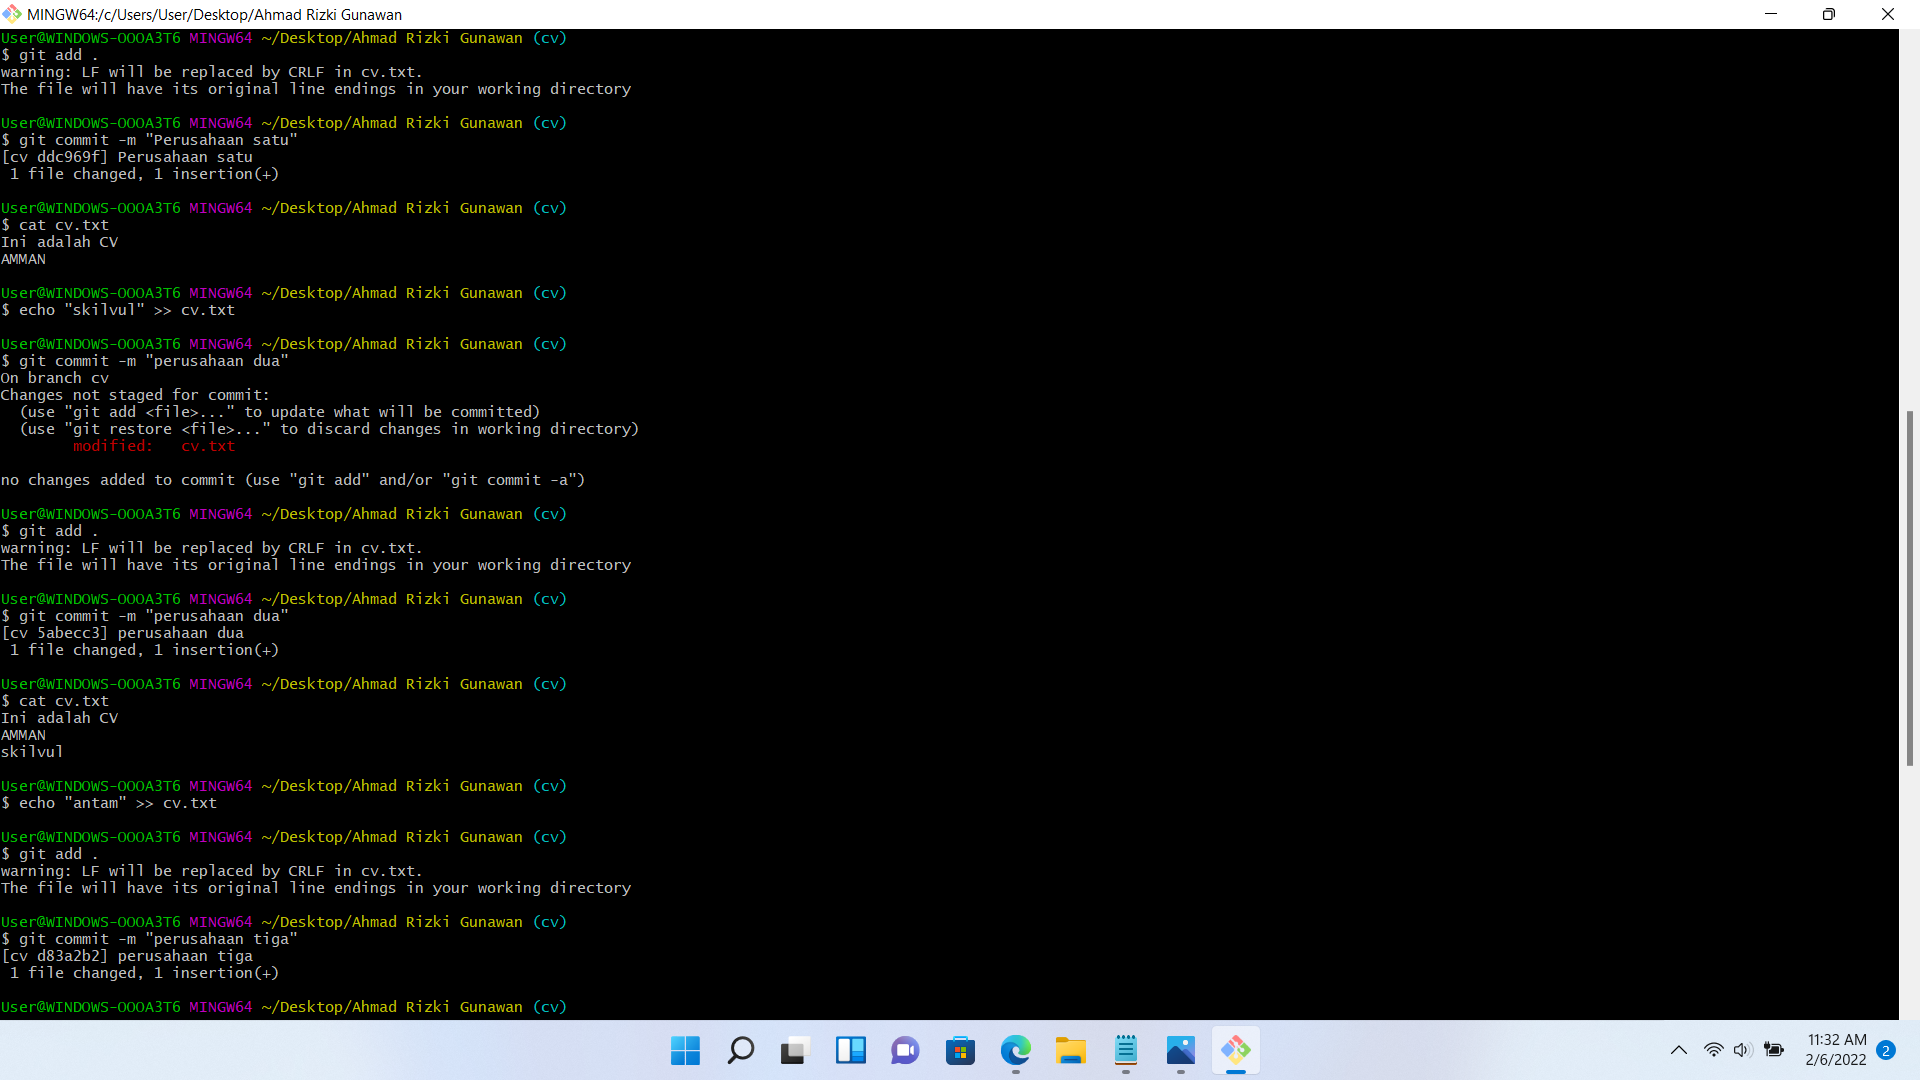 MINGW64:/c/Users/User/Desktop/Ahmad Rizki Gunawan
User@WINDOWS-OOOA3T6 MINGW64 ~/Desktop/Ahmad Rizki Gunawan (cv)
$ git add .
warning: LF will be replaced by CRLF in cv.txt.
The file will have its original line endings in your working directory
User@WINDOWS-OOOA3T6 MINGW64 ~/Desktop/Ahmad Rizki Gunawan (cv)
$ git commit -m "Perusahaan satu"
[cv ddc969f] Perusahaan satu
 1 file changed, 1 insertion(+)
User@WINDOWS-OOOA3T6 MINGW64 ~/Desktop/Ahmad Rizki Gunawan (cv)
$ cat cv.txt
Ini adalah CV
AMMAN
User@WINDOWS-OOOA3T6 MINGW64 ~/Desktop/Ahmad Rizki Gunawan (cv)
$ echo "skilvul" >> cv.txt
User@WINDOWS-OOOA3T6 MINGW64 ~/Desktop/Ahmad Rizki Gunawan (cv)
$ git commit -m "perusahaan dua"
On branch cv
Changes not staged for commit:
  (use "git add <file>..." to update what will be committed)
  (use "git restore <file>..." to discard changes in working directory)
        modified:   cv.txt
no changes added to commit (use "git add" and/or "git commit -a")
User@WINDOWS-OOOA3T6 MINGW64 ~/Desktop/Ahmad Rizki Gunawan (cv)
$ git add .
warning: LF will be replaced by CRLF in cv.txt.
The file will have its original line endings in your working directory
User@WINDOWS-OOOA3T6 MINGW64 ~/Desktop/Ahmad Rizki Gunawan (cv)
$ git commit -m "perusahaan dua"
[cv 5abecc3] perusahaan dua
 1 file changed, 1 insertion(+)
User@WINDOWS-OOOA3T6 MINGW64 ~/Desktop/Ahmad Rizki Gunawan (cv)
$ cat cv.txt
Ini adalah CV
AMMAN
skilvul
User@WINDOWS-OOOA3T6 MINGW64 ~/Desktop/Ahmad Rizki Gunawan (cv)
$ echo "antam" >> cv.txt
User@WINDOWS-OOOA3T6 MINGW64 ~/Desktop/Ahmad Rizki Gunawan (cv)
$ git add .
warning: LF will be replaced by CRLF in cv.txt.
The file will have its original line endings in your working directory
User@WINDOWS-OOOA3T6 MINGW64 ~/Desktop/Ahmad Rizki Gunawan (cv)
$ git commit -m "perusahaan tiga"
[cv d83a2b2] perusahaan tiga
 1 file changed, 1 insertion(+)
User@WINDOWS-OOOA3T6 MINGW64 ~/Desktop/Ahmad Rizki Gunawan (cv)
11:32 AM
2/6/2022
2